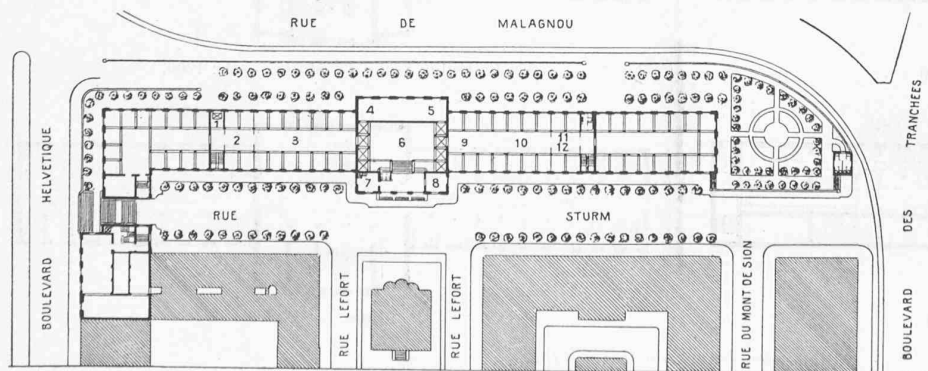 RUE DE MALAGNOU
BOULEVARD HELVETIQUE
BOULEVARD DES TRANCHÉES
1
2
3
4
5
6
7
8
9
10
11
12
RUE STURM
RUE LEFORT
RUE LEFORT
RUE DU MONT DE SION